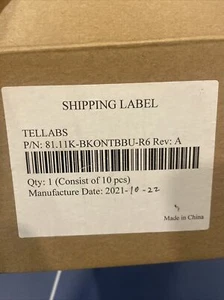 SHIPPING LABEL
TELLABS
P/N: 81.11K-BKONTBBU-R6 Rev: A
Qty: 1 (Consist of 10 pcs)
Manufacture Date: 2021-10-22
Made in China